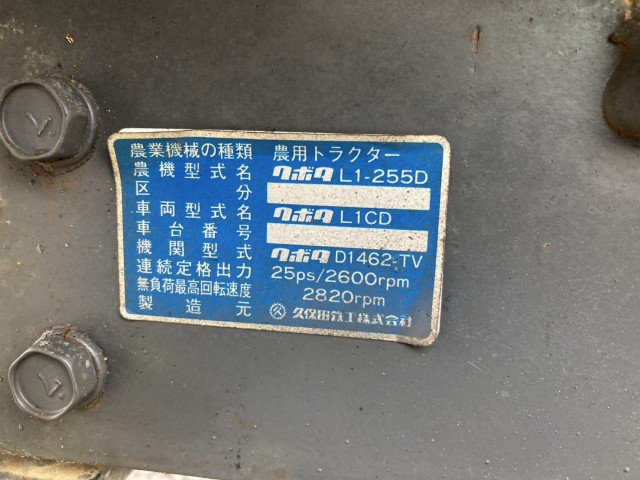 農業機械の種類 農用トラクター
農機型式名 クボタ L1-255D
区分
車両型式名 クボタ L1CD
車台番号
機関型式 クボタ D1462-TV
連続定格出力 25ps/2600rpm
無負荷最高回転速度 2820rpm
製造元 久保田鉄工株式会社